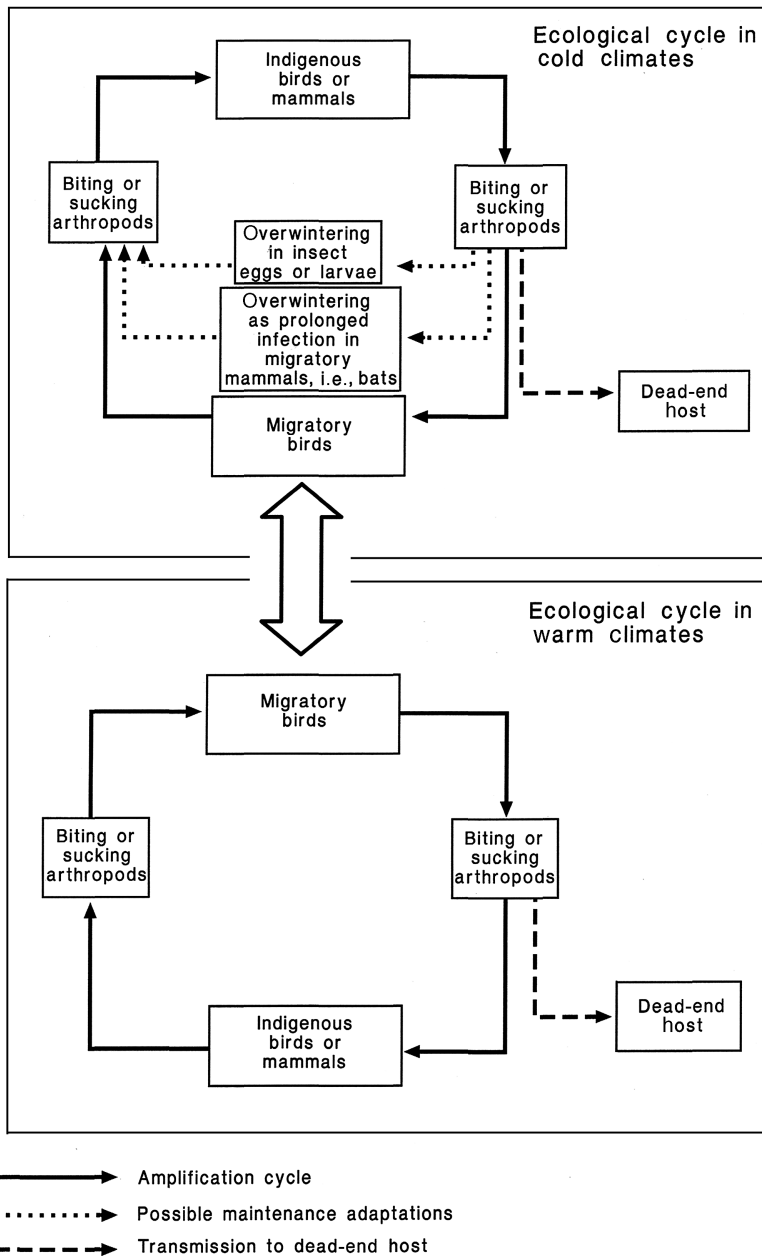 Ecological cycle in
cold climates
Indigenous
birds or
mammals
Biting or
sucking
arthropods
Biting or
sucking
arthropods
Overwintering
in insect
eggs or larvae
Overwintering
as prolonged
infection in
migratory
mammals, i.e., bats
Dead-end
host
Migratory
birds
Ecological cycle in
warm climates
Migratory
birds
Biting or
sucking
arthropods
Biting or
sucking
arthropods
Dead-end
host
Indigenous
birds or
mammals
Amplification cycle
Possible maintenance adaptations
Transmission to dead-end host